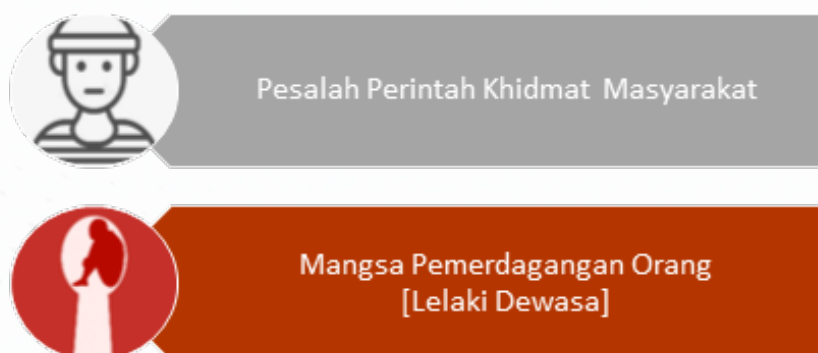 Pesalah Perintah Khidmat Masyarakat
Mangsa Pemerdagangan Orang
[Lelaki Dewasa]